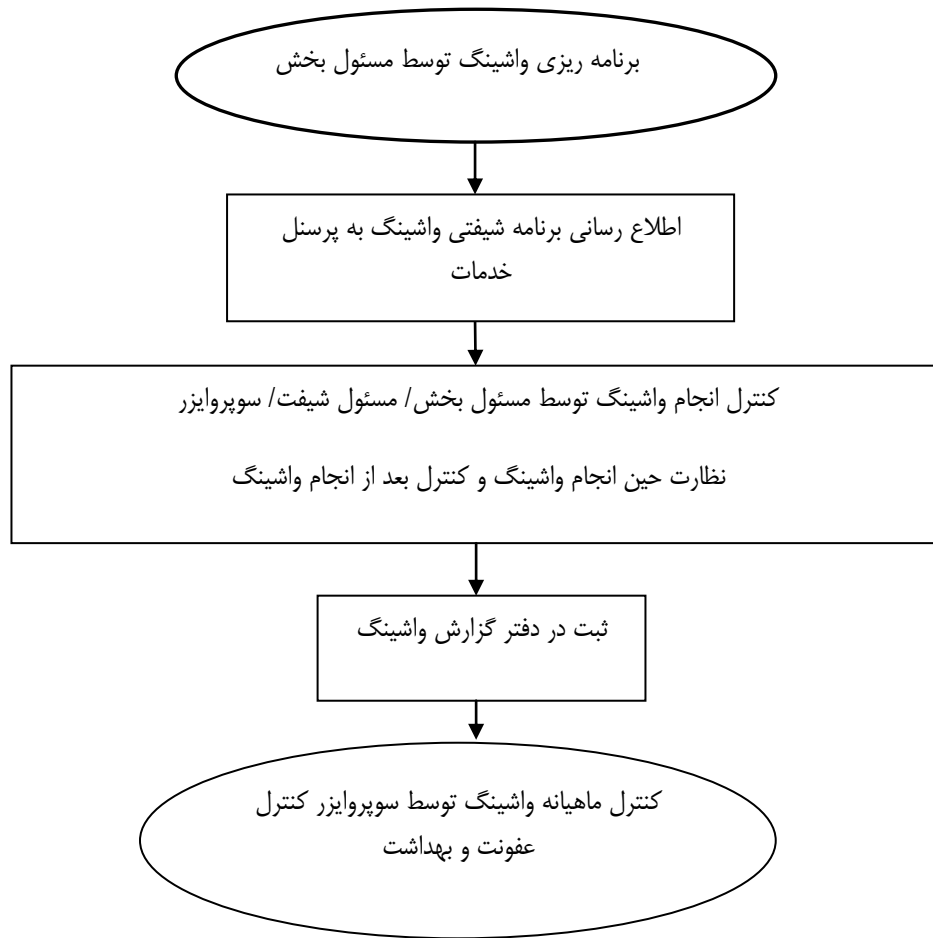 برنامه ریزی واشینگ توسط مسئول بخش
اطلاع رسانی برنامه شیفتی واشینگ به پرسنل
خدمات
کنترل انجام واشینگ توسط مسئول بخش/ مسئول شیفت/ سوپروایزر
نظارت حین انجام واشینگ و کنترل بعد از انجام واشینگ
ثبت در دفتر گزارش واشینگ
کنترل ماهیانه واشینگ توسط سوپروایزر کنترل
عفونت و بهداشت